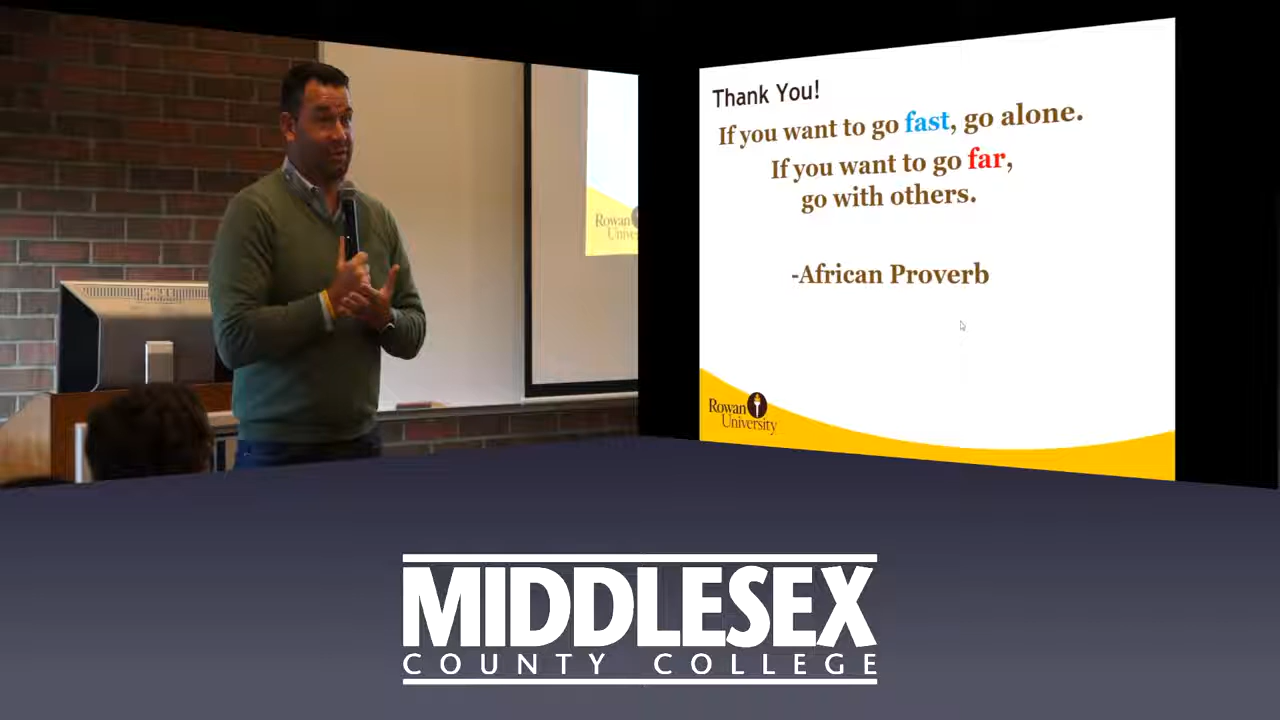 Thank You!
If you want to go fast, go alone.
If you want to go far,
go with others.
-African Proverb
Rowan
University
Rowan
MIDDLESEX
COUNTY COLLEGE